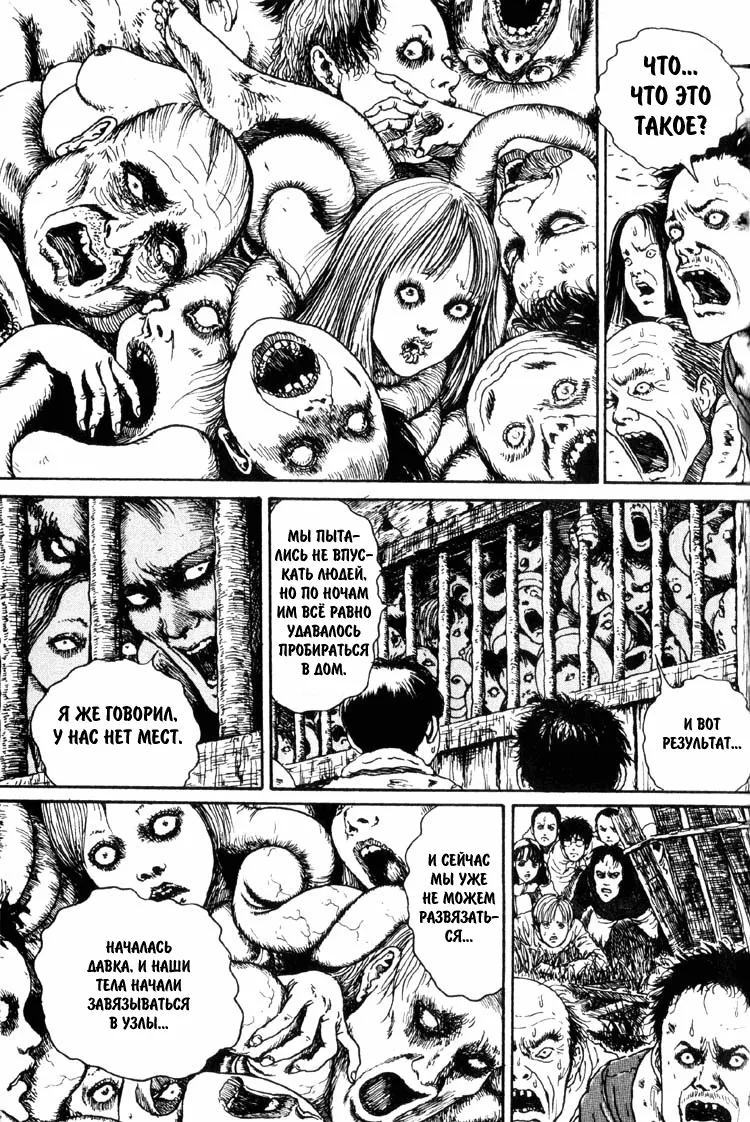 ЧТО...
ЧТО ЭТО
ТАКОЕ?
Я ЖЕ ГОВОРИЛ,
У НАС НЕТ МЕСТ.
МЫ ПЫТА-
ЛИСЬ НЕ ВПУС-
КАТЬ ЛЮДЕЙ,
НО ПО НОЧАМ
ИМ ВСЁ РАВНО
УДАВАЛОСЬ
ПРОБИРАТЬСЯ
В ДОМ.
И ВОТ
РЕЗУЛЬТАТ...
НАЧАЛАСЬ
ДАВКА, И НАШИ
ТЕЛА НАЧАЛИ
ЗАВЯЗЫВАТЬСЯ
В УЗЛЫ...
И СЕЙЧАС
МЫ УЖЕ
НЕ МОЖЕМ
РАЗВЯЗАТЬ-
СЯ...